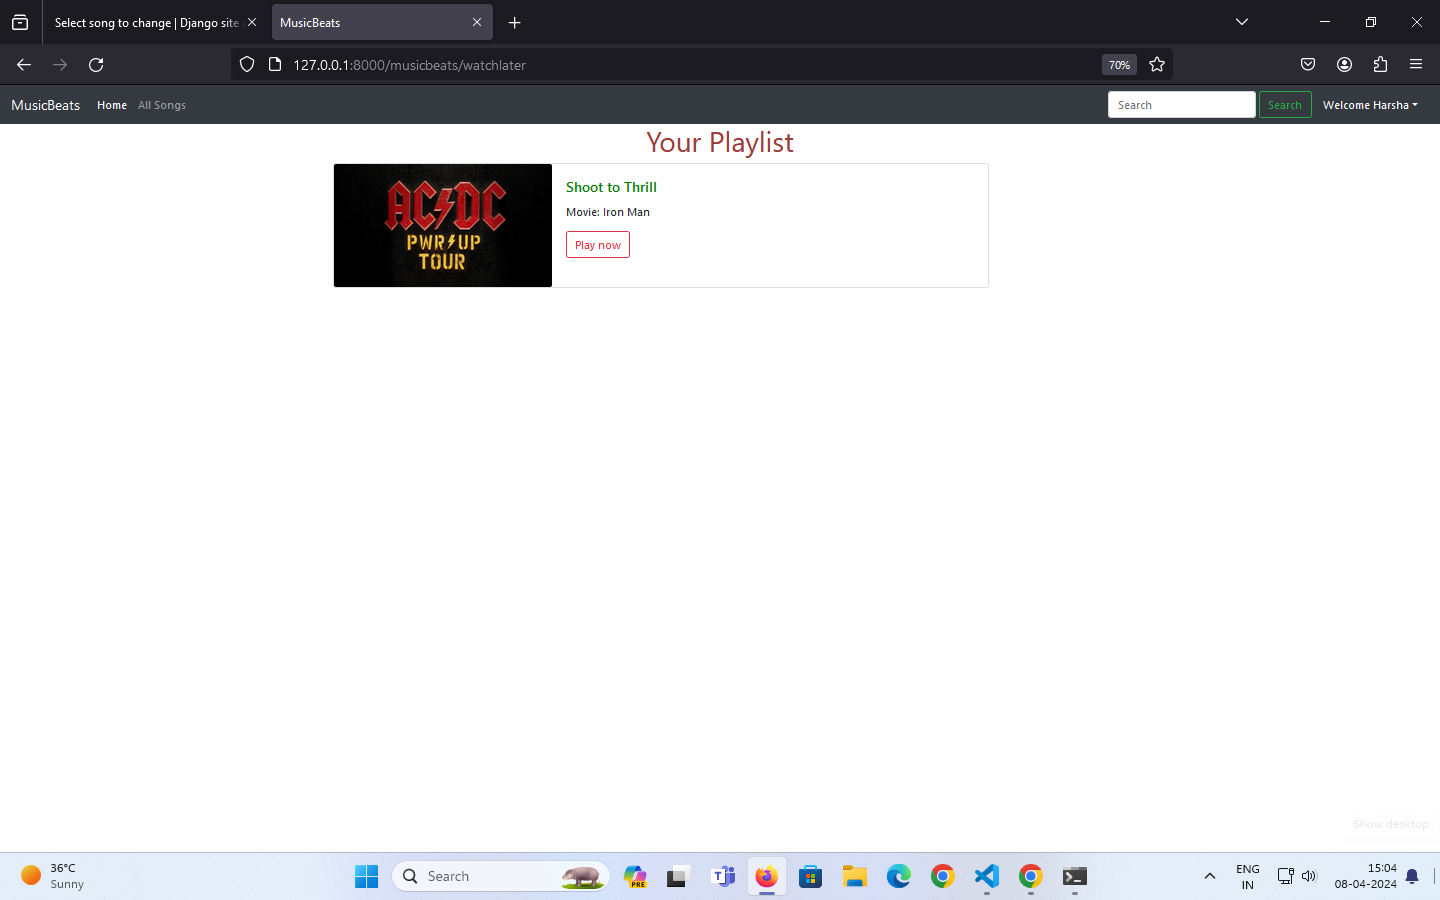 Select song to change | Django site
MusicBeats
127.0.0.1:8000/musicbeats/watchlater
70%
MusicBeats
Home
All Songs
Search
Search
Welcome Harsha
Your Playlist
AC DC
PWR UP
TOUR
Shoot to Thrill
Movie: Iron Man
Play now
Show desktop
36°C
Sunny
Search
PRE
ENG
IN
15:04
08-04-2024